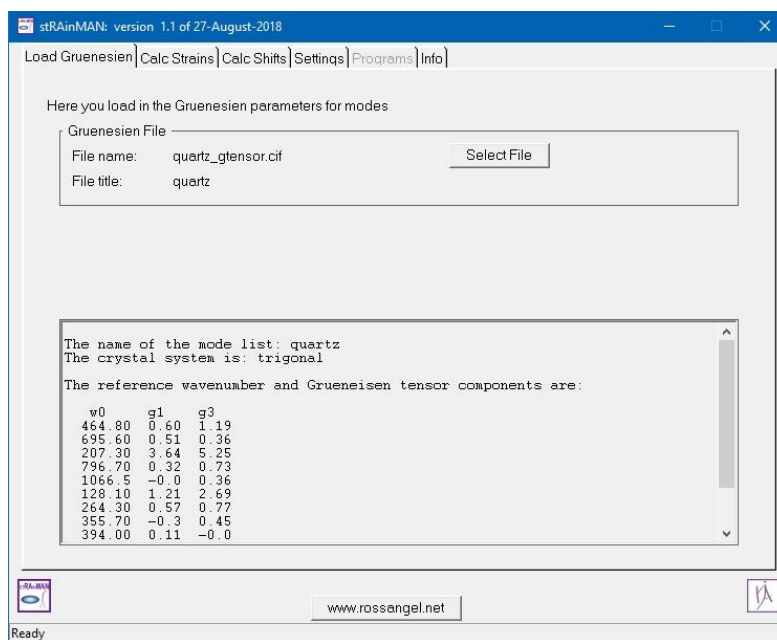 stRAinMAN: version 1.1 of 27-August-2018
Load Gruenesien Calc Strains Calc Shifts Settings Programs Info
Here you load in the Gruenesien parameters for modes
Gruenesien File
File name: quartz_gtensor.cif Select File
File title: quartz
The name of the mode list: quartz
The crystal system is: trigonal
The reference wavenumber and Grueneisen tensor components are:
w0 g1 g3
464.80 0.60 1.19
695.60 0.51 0.36
207.30 3.64 5.25
796.70 0.32 0.73
1066.5 -0.0 0.36
128.10 1.21 2.69
264.30 0.57 0.77
355.70 -0.3 0.45
394.00 0.11 -0.0
stRAinMAN
www.rossangel.net
Ready